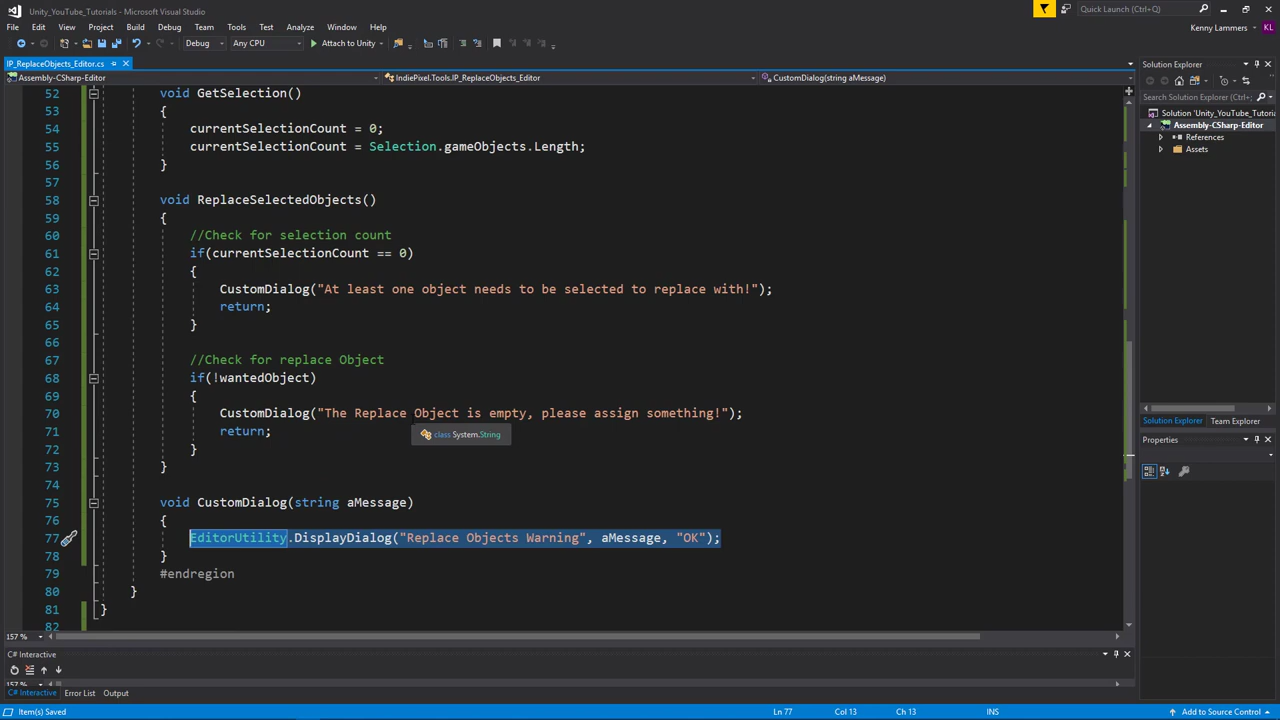 Unity_YouTube_Tutorials - Microsoft Visual Studio
Quick Launch (Ctrl+Q)
File Edit View Project Build Debug Team Tools Test Analyze Window Help
Kenny Lammers KL
Debug Any CPU Attach to Unity
IP_ReplaceObjects_Editor.cs
Solution Explorer
Assembly-CSharp-Editor IndiePixel.Tools.IP_ReplaceObjects_Editor CustomDialog(string aMessage)
Search Solution Explorer (Ctrl+;)
Solution 'Unity_YouTube_Tutoria
Assembly-CSharp-Editor
References
Assets
52 void GetSelection()
53 {
54 currentSelectionCount = 0;
55 currentSelectionCount = Selection.gameObjects.Length;
56 }
57
58 void ReplaceSelectedObjects()
59 {
60 //Check for selection count
61 if(currentSelectionCount == 0)
62 {
63 CustomDialog("At least one object needs to be selected to replace with!");
64 return;
65 }
66
67 //Check for replace Object
68 if(!wantedObject)
69 {
70 CustomDialog("The Replace Object is empty, please assign something!");
71 return;
class System.String
72 }
73 }
74
75 void CustomDialog(string aMessage)
76 {
77 EditorUtility.DisplayDialog("Replace Objects Warning", aMessage, "OK");
78 }
79 #endregion
80 }
81 }
82
Solution Explorer Team Explorer
Properties
157 %
C# Interactive
157 %
C# Interactive Error List Output
Item(s) Saved Ln 77 Col 13 Ch 13 INS Add to Source Control